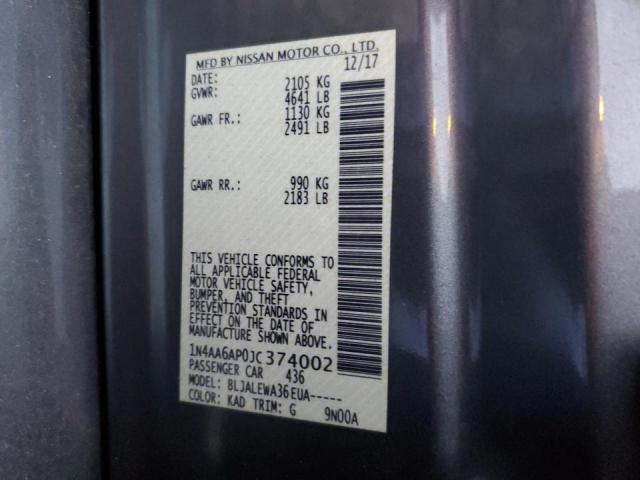 MFD BY NISSAN MOTOR CO., LTD.
DATE: 12/17
GVWR: 2105 KG
4641 LB
GAWR FR.: 1130 KG
2491 LB
GAWR RR.: 990 KG
2183 LB
THIS VEHICLE CONFORMS TO
ALL APPLICABLE FEDERAL
MOTOR VEHICLE SAFETY,
BUMPER, AND THEFT
PREVENTION STANDARDS IN
EFFECT ON THE DATE OF
MANUFACTURE SHOWN ABOVE.
1N4AA6AP0JC374002
PASSENGER CAR 436
MODEL: BLJALEWA36EUA-----
COLOR: KAD TRIM: G 9N00A